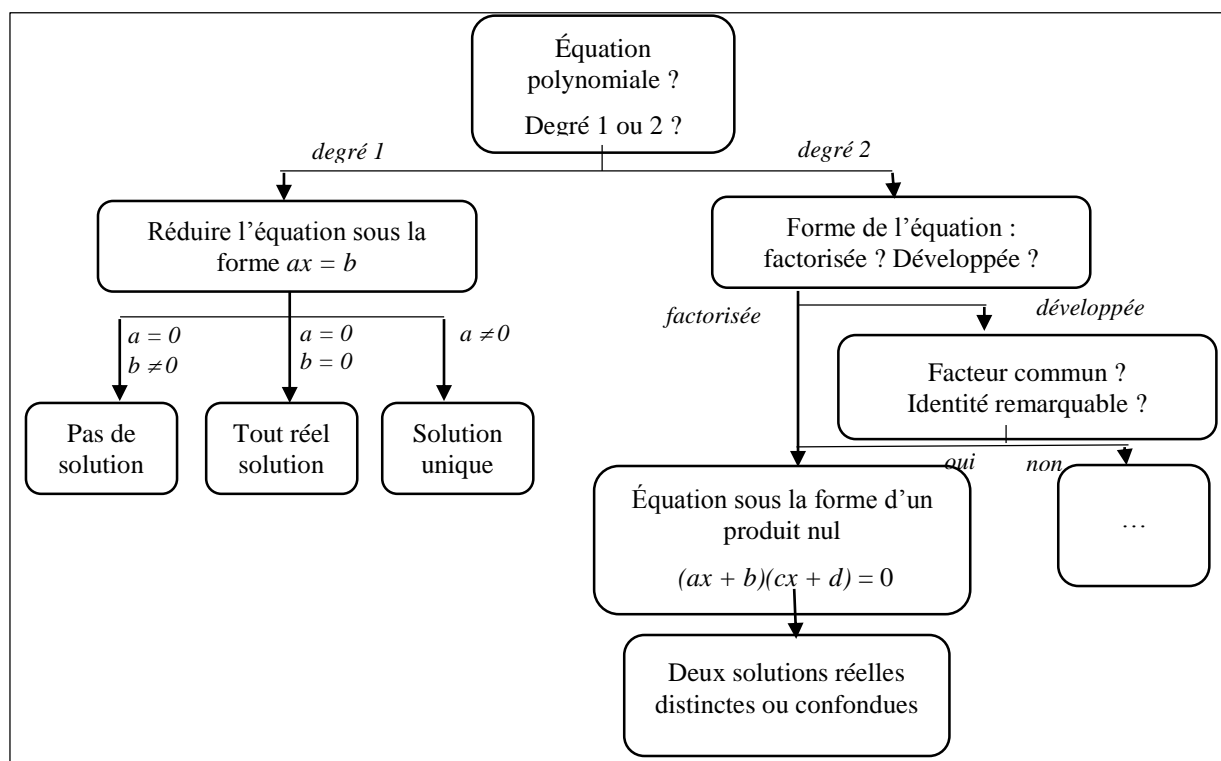 Équation
polynomiale ?
Degré 1 ou 2 ?
degré 1
degré 2
Réduire l’équation sous la
forme ax = b
Forme de l’équation :
factorisée ? Développée ?
a = 0
b ≠ 0
a = 0
b = 0
a ≠ 0
factorisée
développée
Facteur commun ?
Identité remarquable ?
Pas de
solution
Tout réel
solution
Solution
unique
oui
non
Équation sous la forme d’un
produit nul
(ax + b)(cx + d) = 0
…
Deux solutions réelles
distinctes ou confondues